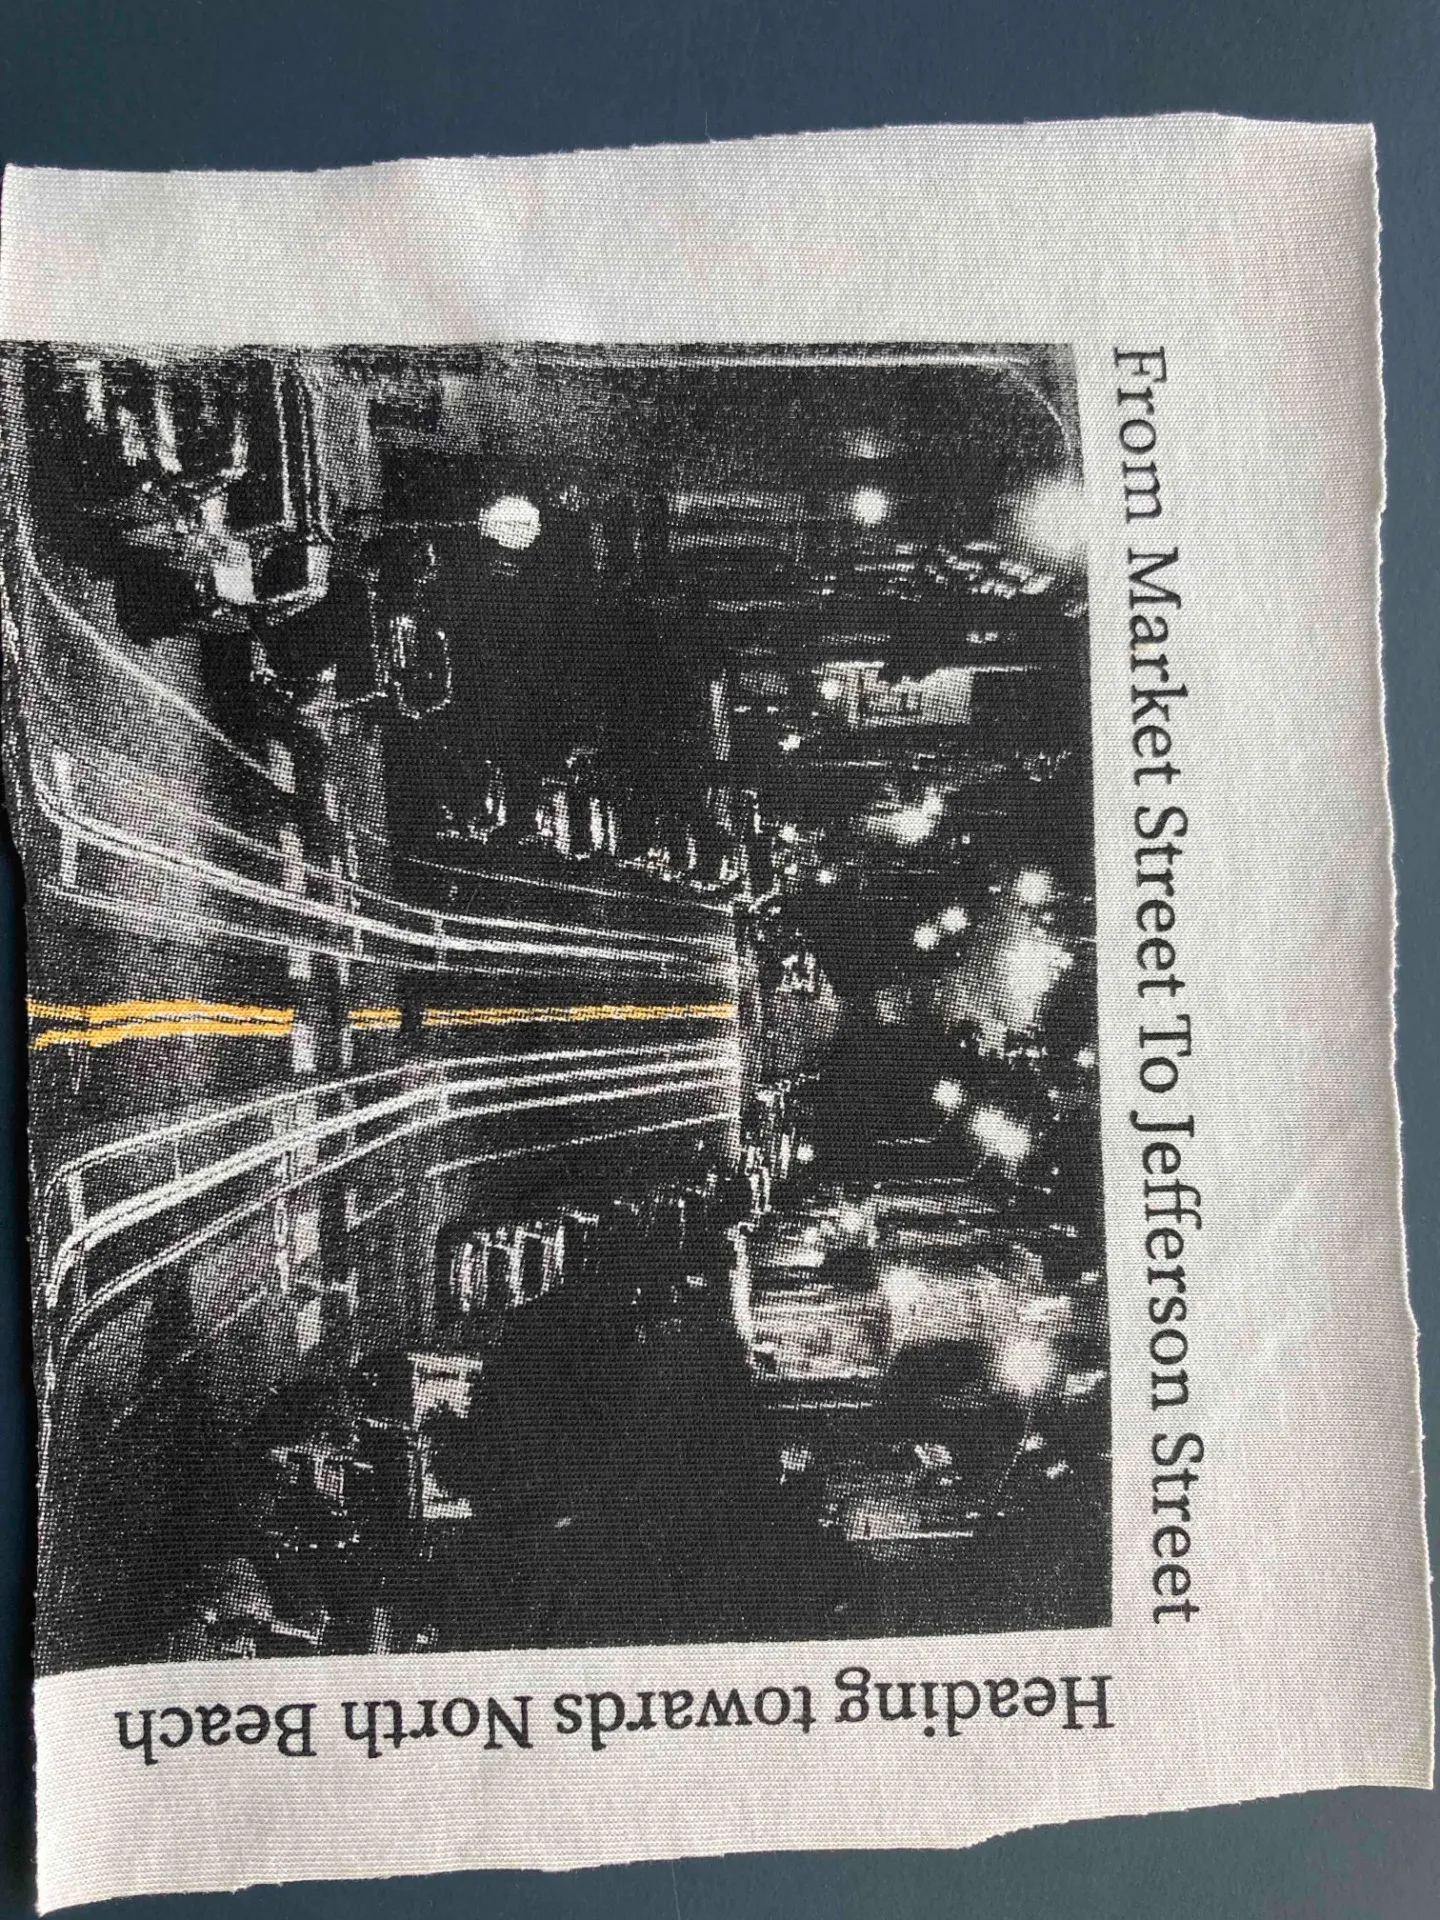 From Market Street To Jefferson Street
Heading towards North Beach